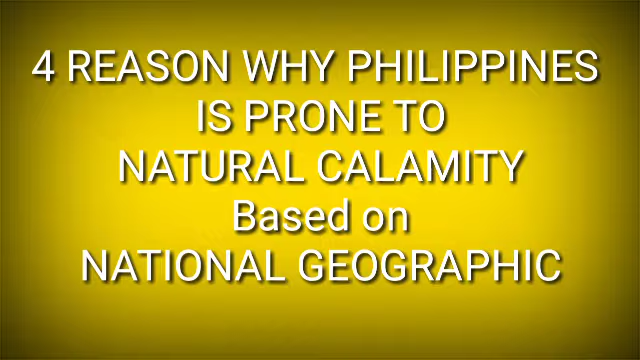 4 REASON WHY PHILIPPINES
IS PRONE TO
NATURAL CALAMITY
Based on
NATIONAL GEOGRAPHIC